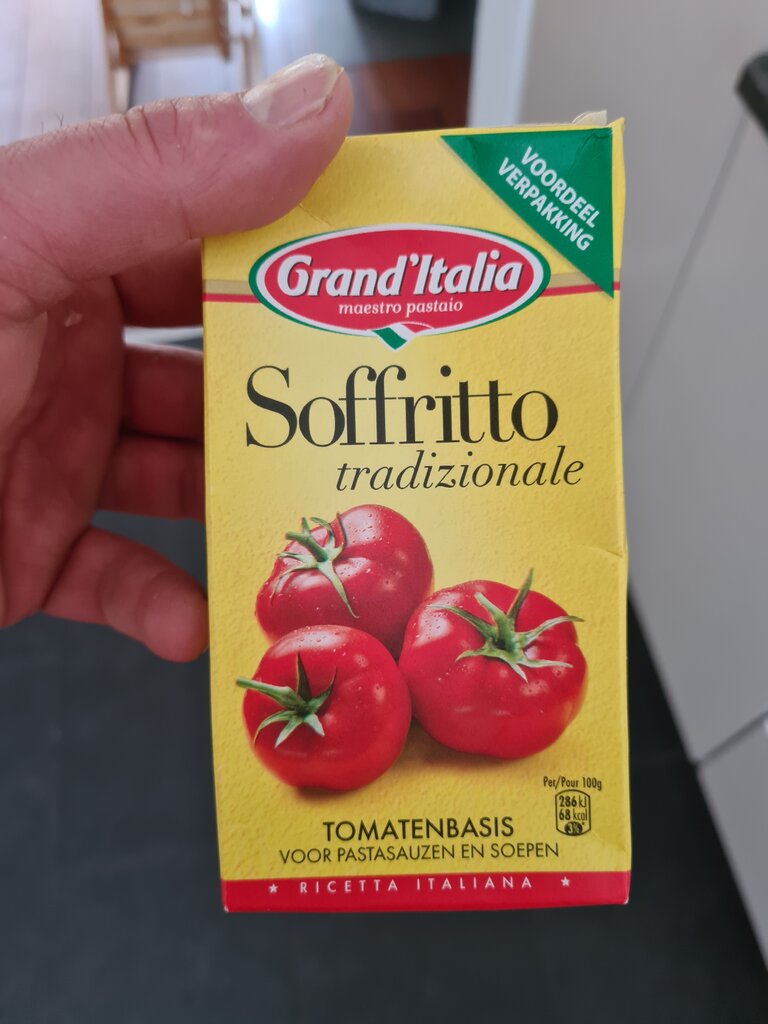 VOORDEEL
VERPAKKING
Grand'Italia
maestro pastaio
Soffritto
tradizionale
Per/Pour 100g
286 kJ
68 kcal
3%*
TOMATENBASIS
VOOR PASTASAUZEN EN SOEPEN
★ RICETTA ITALIANA ★